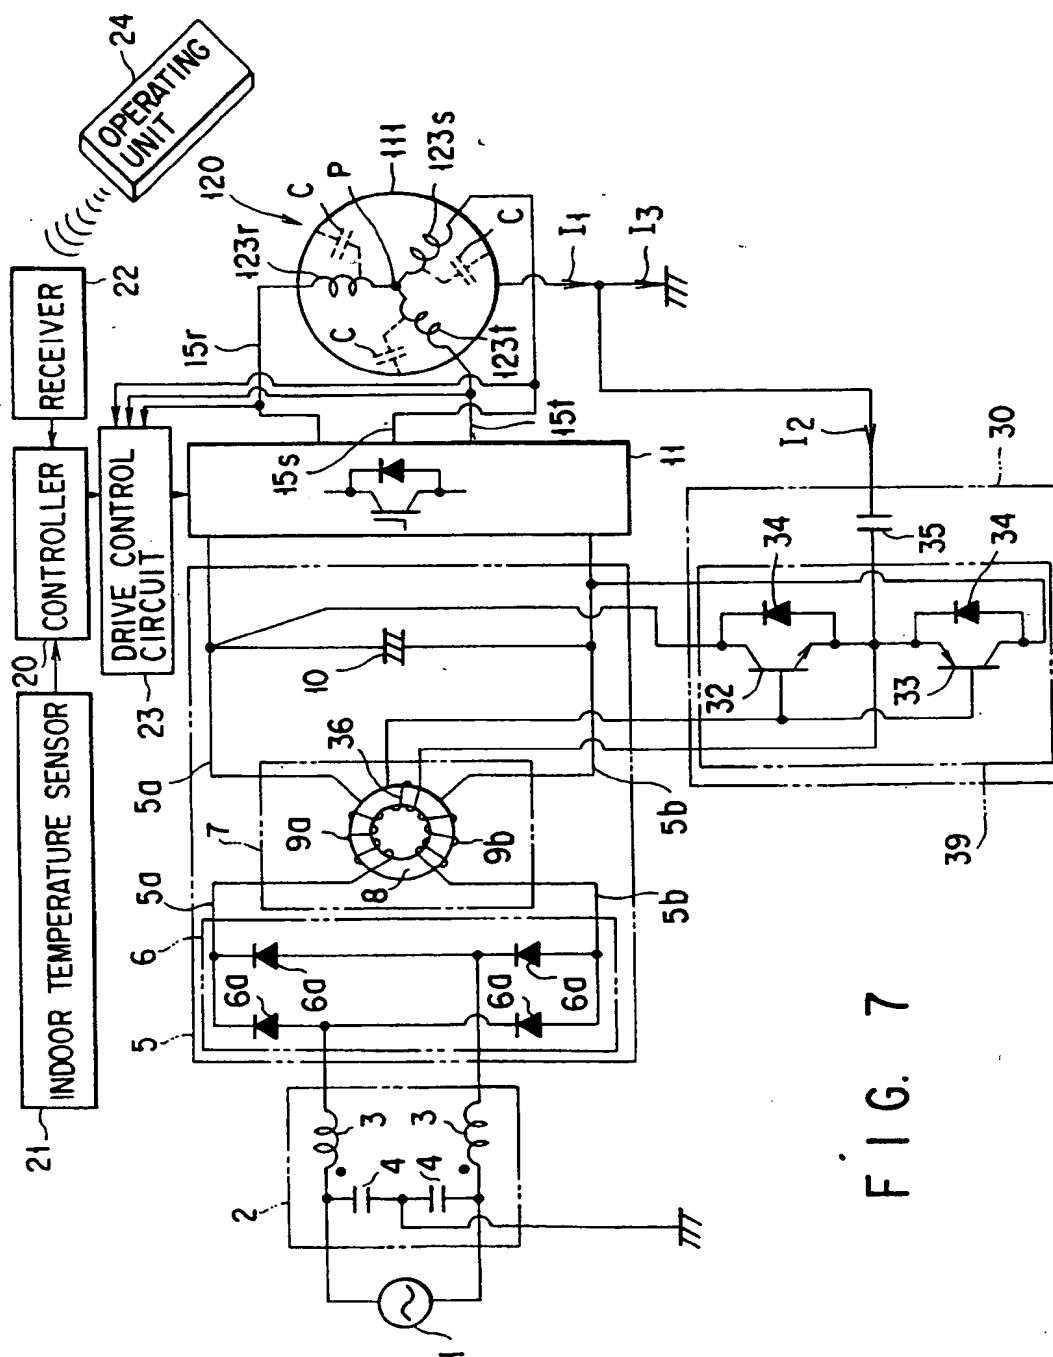 INDOOR TEMPERATURE SENSOR
21
CONTROLLER
20
RECEIVER
22
OPERATING
UNIT
24
DRIVE CONTROL
CIRCUIT
23
1
2
3
3
4
4
5
6
6a
6a
6a
6a
5a
5a
5b
5b
7
8
9a
9b
36
10
11
15r
15s
15t
120
111
123r
123s
123t
C
C
C
P
I1
I2
I3
30
32
33
34
34
35
39
FIG. 7